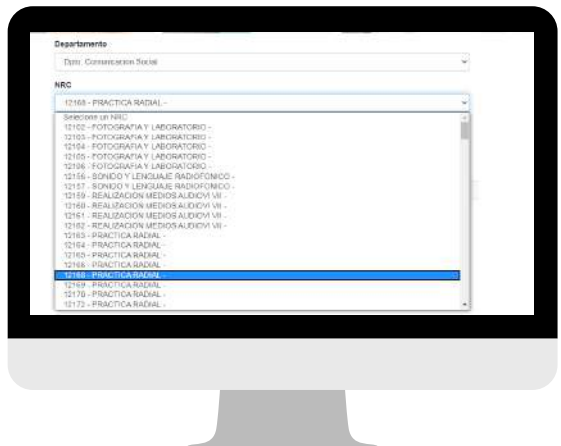 Departamento
Dpto. Comunicacion Social
NRC
12168 - PRACTICA RADIAL -
Selecione un NRC
12102 - FOTOGRAFIA Y LABORATORIO -
12103 - FOTOGRAFIA Y LABORATORIO -
12104 - FOTOGRAFIA Y LABORATORIO -
12105 - FOTOGRAFIA Y LABORATORIO -
12106 - FOTOGRAFIA Y LABORATORIO -
12156 - SONIDO Y LENGUAJE RADIOFONICO -
12157 - SONIDO Y LENGUAJE RADIOFONICO -
12159 - REALIZACION MEDIOS AUDIOVI VII -
12160 - REALIZACION MEDIOS AUDIOVI VII -
12161 - REALIZACION MEDIOS AUDIOVI VII -
12162 - REALIZACION MEDIOS AUDIOVI VII -
12163 - PRACTICA RADIAL -
12164 - PRACTICA RADIAL -
12165 - PRACTICA RADIAL -
12166 - PRACTICA RADIAL -
12168 - PRACTICA RADIAL -
12169 - PRACTICA RADIAL -
12170 - PRACTICA RADIAL -
12172 - PRACTICA RADIAL -